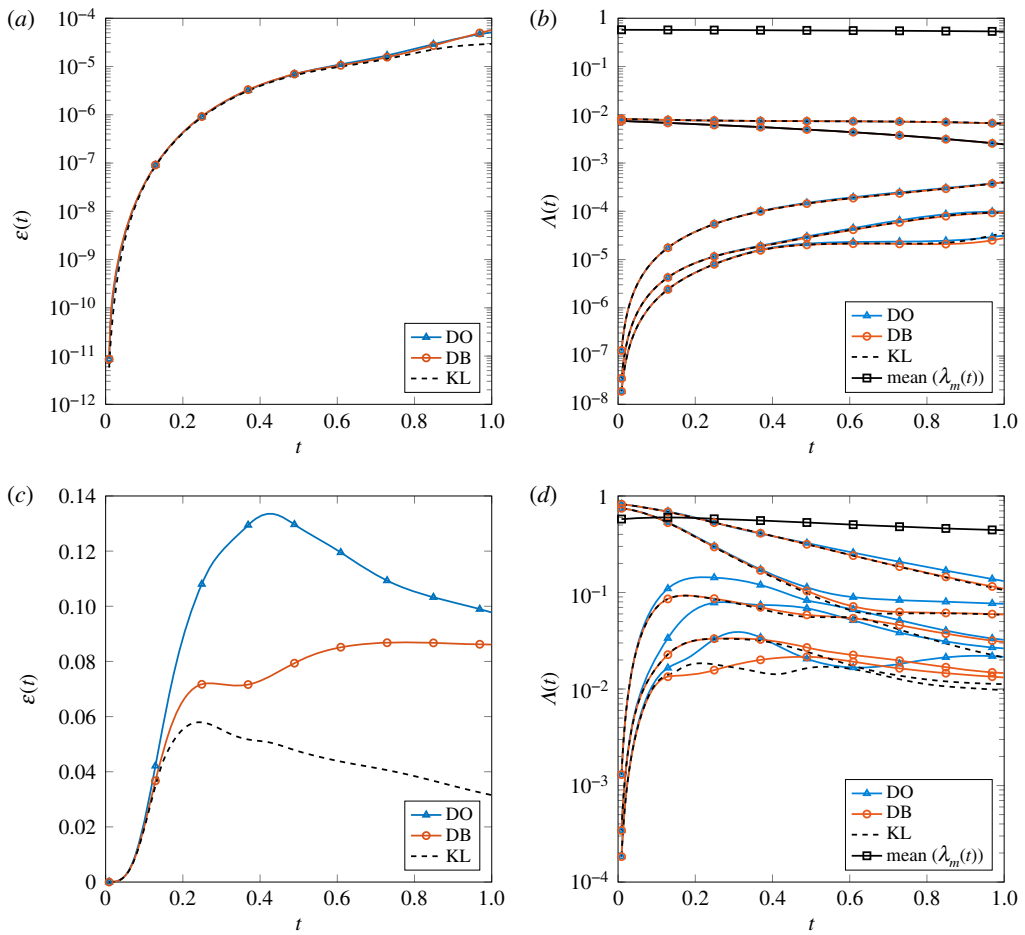 (a)
10⁻⁴
10⁻⁵
10⁻⁶
10⁻⁷
10⁻⁸
10⁻⁹
10⁻¹⁰
10⁻¹¹
10⁻¹²
ε(t)
DO
DB
KL
0 0.2 0.4 0.6 0.8 1.0
t
(b)
1
10⁻¹
10⁻²
10⁻³
10⁻⁴
10⁻⁵
10⁻⁶
10⁻⁷
10⁻⁸
Λ(t)
DO
DB
KL
mean (λₘ(t))
0 0.2 0.4 0.6 0.8 1.0
t
(c)
0.14
0.12
0.10
0.08
0.06
0.04
0.02
0
ε(t)
DO
DB
KL
0 0.2 0.4 0.6 0.8 1.0
t
(d)
1
10⁻¹
10⁻²
10⁻³
10⁻⁴
Λ(t)
DO
DB
KL
mean (λₘ(t))
0 0.2 0.4 0.6 0.8 1.0
t